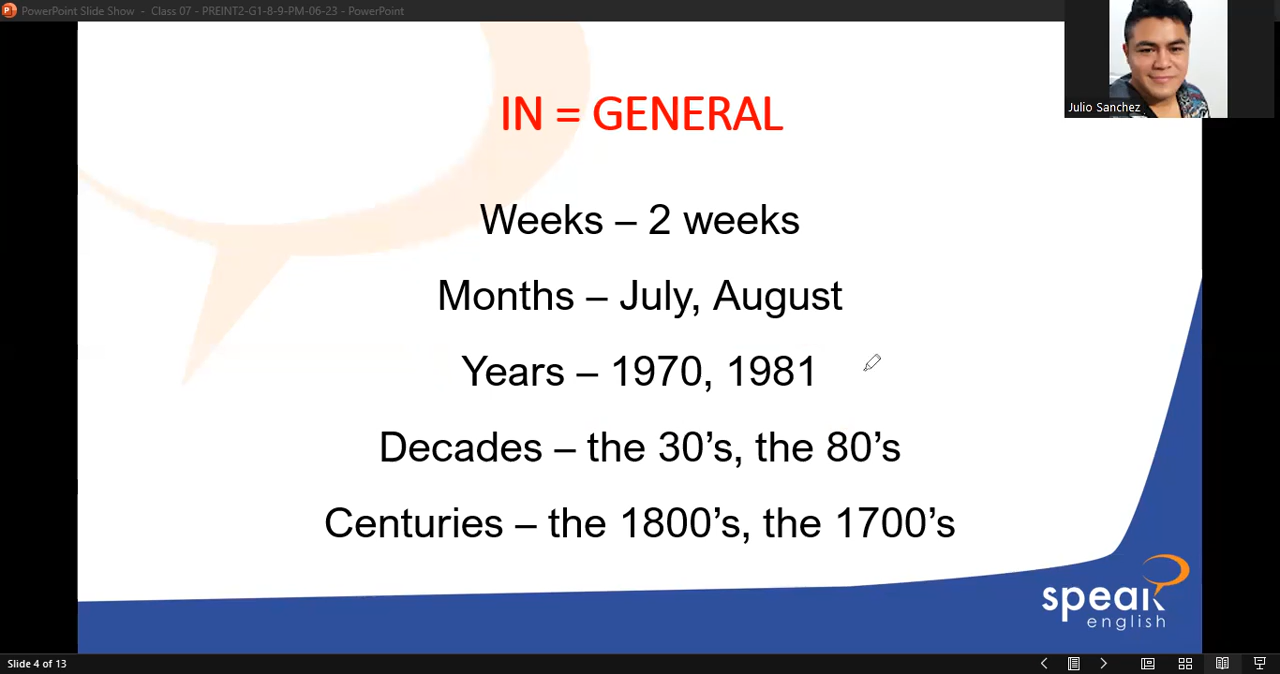 PowerPoint Slide Show - Class 07 - PREINT2-G1-8-9-PM-06-23 - PowerPoint
Julio Sanchez
IN = GENERAL
Weeks – 2 weeks
Months – July, August
Years – 1970, 1981
Decades – the 30’s, the 80’s
Centuries – the 1800’s, the 1700’s
speak
english
Slide 4 of 13